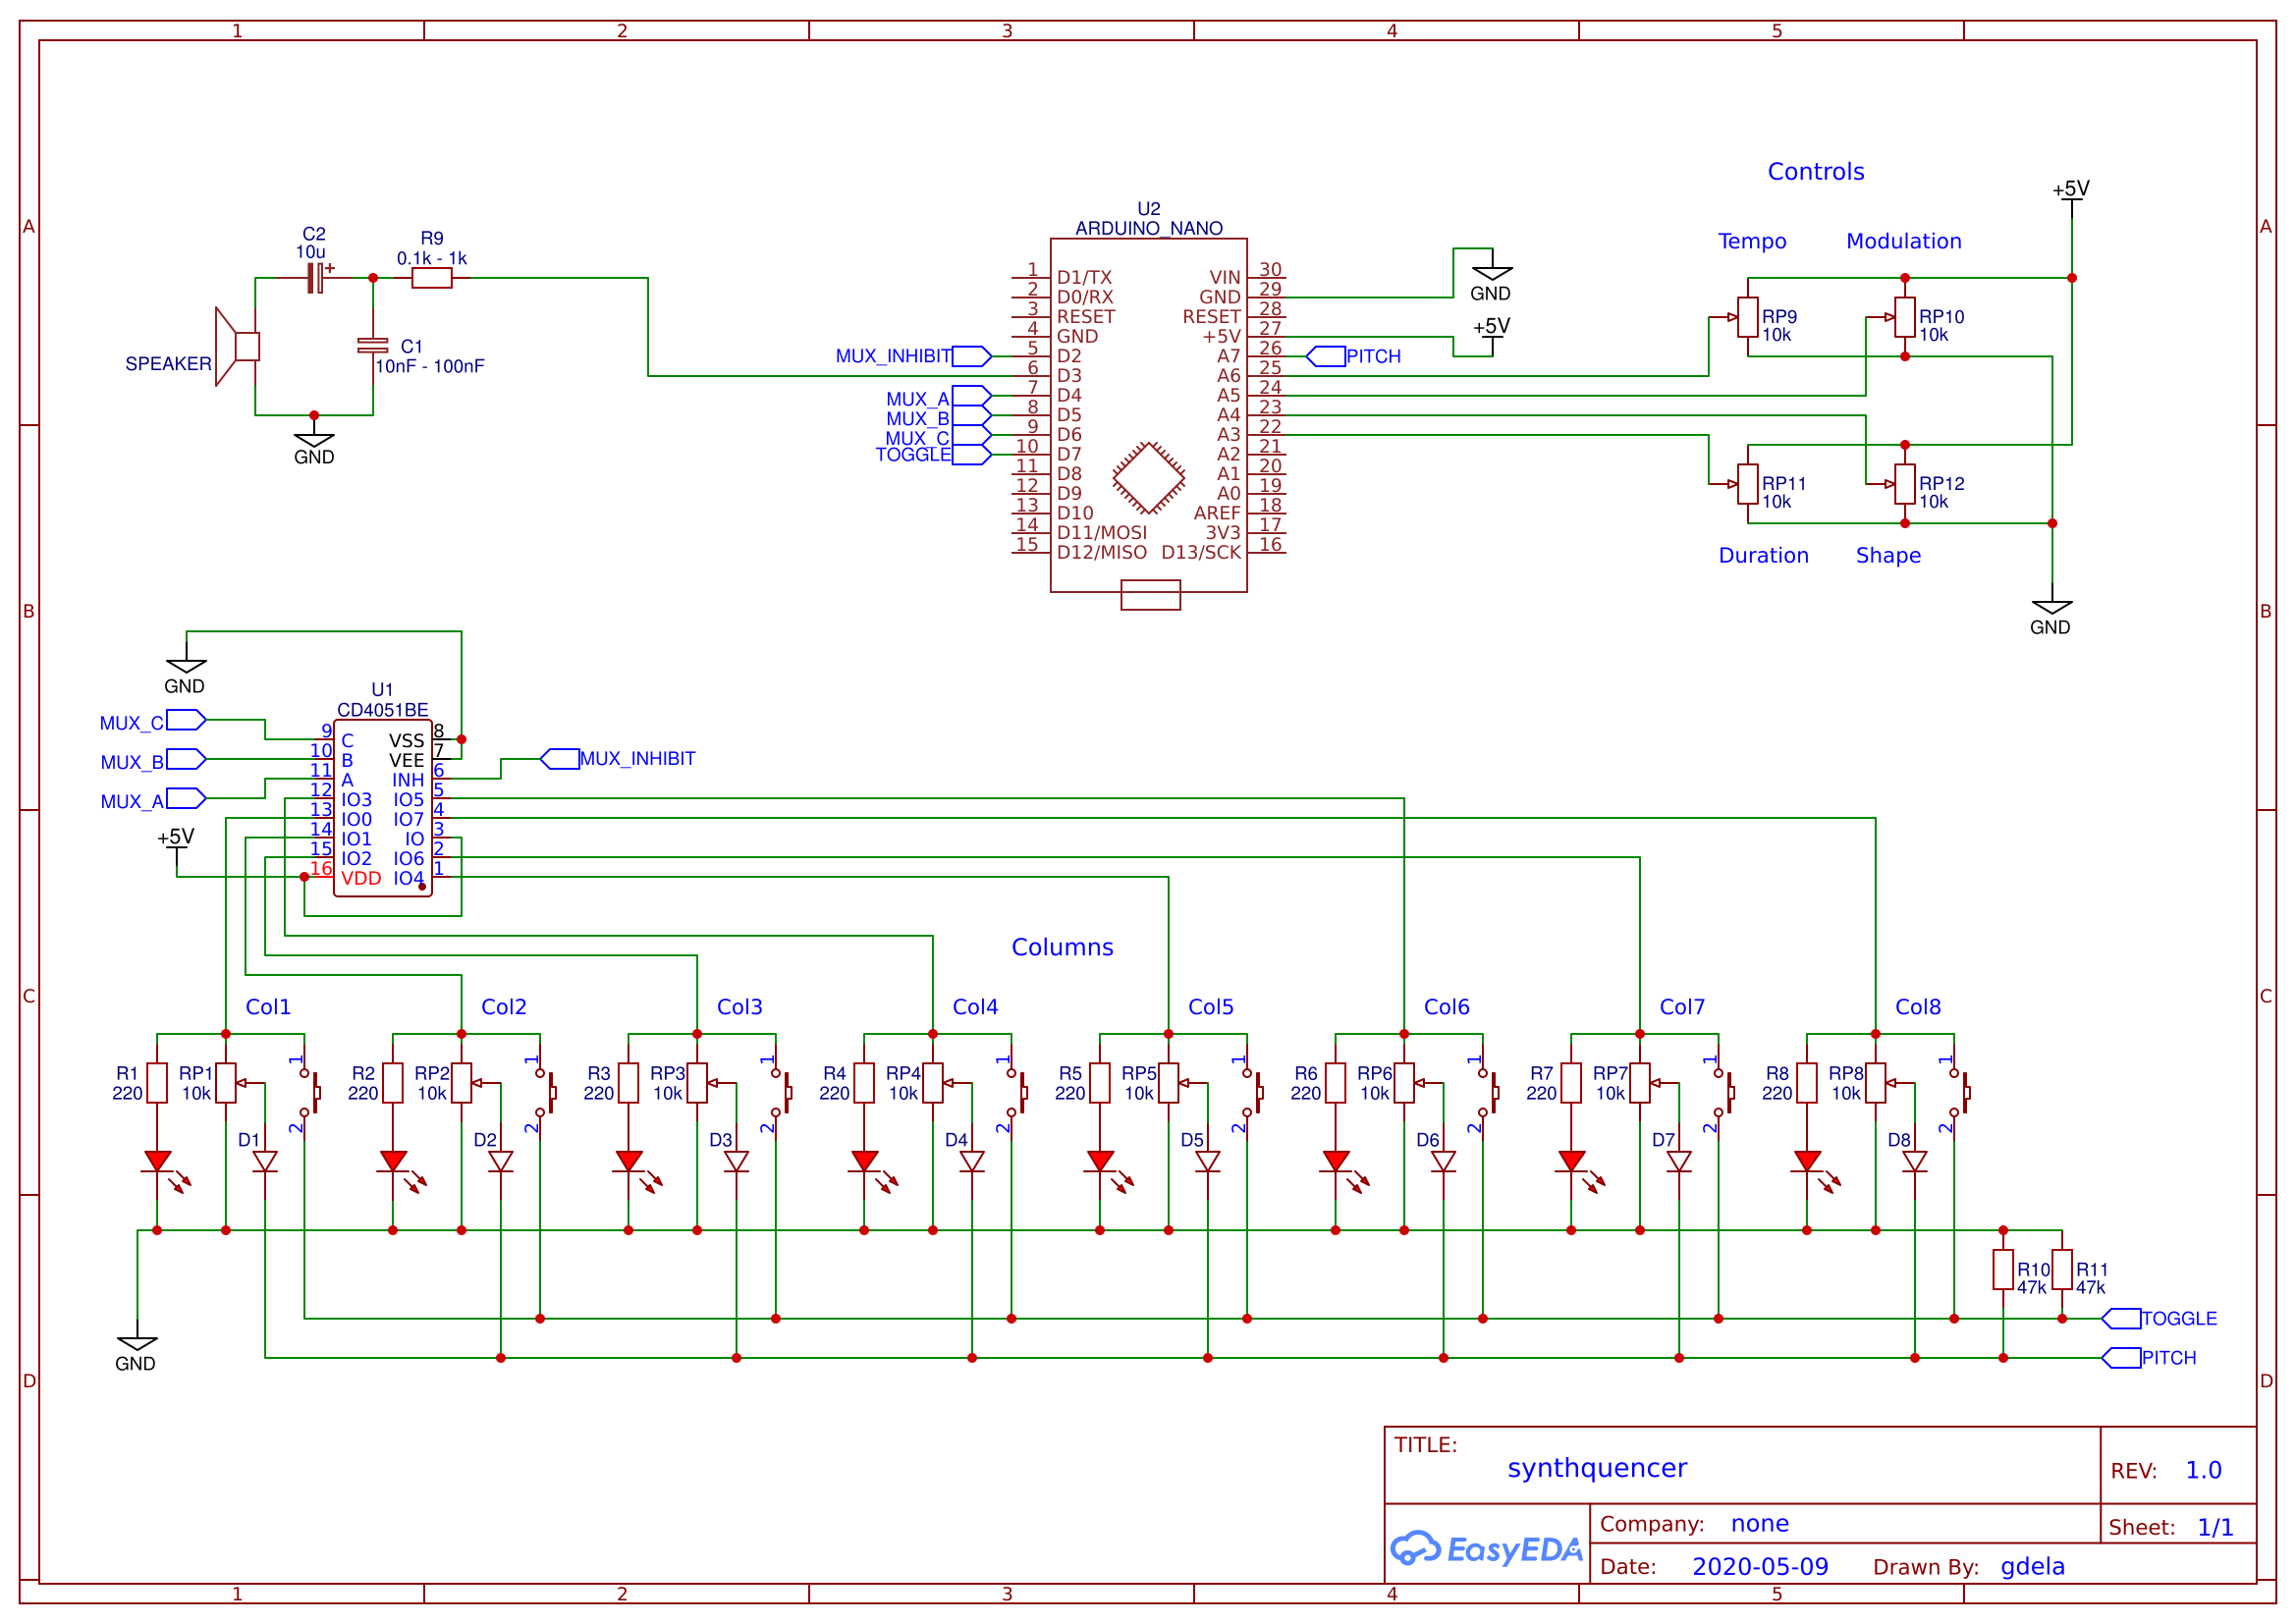 1 2 3 4 5
A A
B B
C C
D D
Controls
+5V
Tempo Modulation
RP9
10k
RP10
10k
RP11
10k
RP12
10k
Duration Shape
GND
C2
10u
+
R9
0.1k - 1k
C1
10nF - 100nF
SPEAKER
GND
U2
ARDUINO_NANO
1 D1/TX VIN 30
2 D0/RX GND 29
3 RESET RESET 28
4 GND +5V 27
5 D2 A7 26
6 D3 A6 25
7 D4 A5 24
8 D5 A4 23
9 D6 A3 22
10 D7 A2 21
11 D8 A1 20
12 D9 A0 19
13 D10 AREF 18
14 D11/MOSI 3V3 17
15 D12/MISO D13/SCK 16
MUX_INHIBIT
MUX_A
MUX_B
MUX_C
TOGGLE
GND
+5V
PITCH
GND
U1
CD4051BE
9 C VSS 8
10 B VEE 7
11 A INH 6
12 IO3 IO5 5
13 IO0 IO7 4
14 IO1 IO 3
15 IO2 IO6 2
16 VDD IO4 1
MUX_C
MUX_B
MUX_A
+5V
MUX_INHIBIT
Columns
Col1 Col2 Col3 Col4 Col5 Col6 Col7 Col8
R1
220
RP1
10k
1
2
D1
R2
220
RP2
10k
1
2
D2
R3
220
RP3
10k
1
2
D3
R4
220
RP4
10k
1
2
D4
R5
220
RP5
10k
1
2
D5
R6
220
RP6
10k
1
2
D6
R7
220
RP7
10k
1
2
D7
R8
220
RP8
10k
1
2
D8
R10
47k
R11
47k
TOGGLE
PITCH
GND
TITLE:
synthquencer
REV: 1.0
EasyEDA
Company: none
Sheet: 1/1
Date: 2020-05-09 Drawn By: gdela
1 2 3 4 5